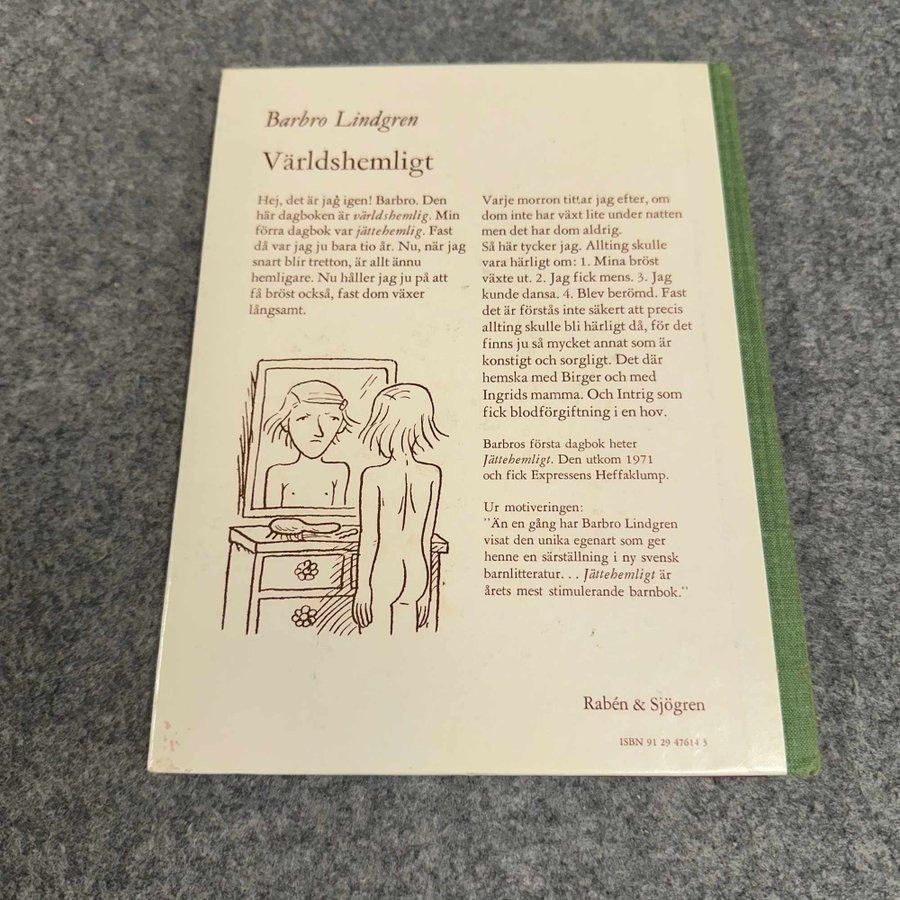 Barbro Lindgren
Världshemligt
Hej, det är jag igen! Barbro. Den
här dagboken är världshemlig. Min
förra dagbok var jättehemlig. Fast
då var jag ju bara tio år. Nu, när jag
snart blir tretton, är allt ännu
hemligare. Nu håller jag ju på att
få bröst också, fast dom växer
långsamt.
Varje morron tittar jag efter, om
dom inte har växt lite under natten
men det har dom aldrig.
Så här tycker jag. Allting skulle
vara härligt om: 1. Mina bröst
växte ut. 2. Jag fick mens. 3. Jag
kunde dansa. 4. Blev berömd. Fast
det är förstås inte säkert att precis
allting skulle bli härligt då, för det
finns ju så mycket annat som är
konstigt och sorgligt. Det där
hemska med Birger och med
Ingrids mamma. Och Intrig som
fick blodförgiftning i en hov.
Barbros första dagbok heter
Jättehemligt. Den utkom 1971
och fick Expressens Heffaklump.
Ur motiveringen:
"Än en gång har Barbro Lindgren
visat den unika egenart som ger
henne en särställning i ny svensk
barnlitteratur. . . Jättehemligt är
årets mest stimulerande barnbok."
Rabén & Sjögren
ISBN 91 29 47614 3